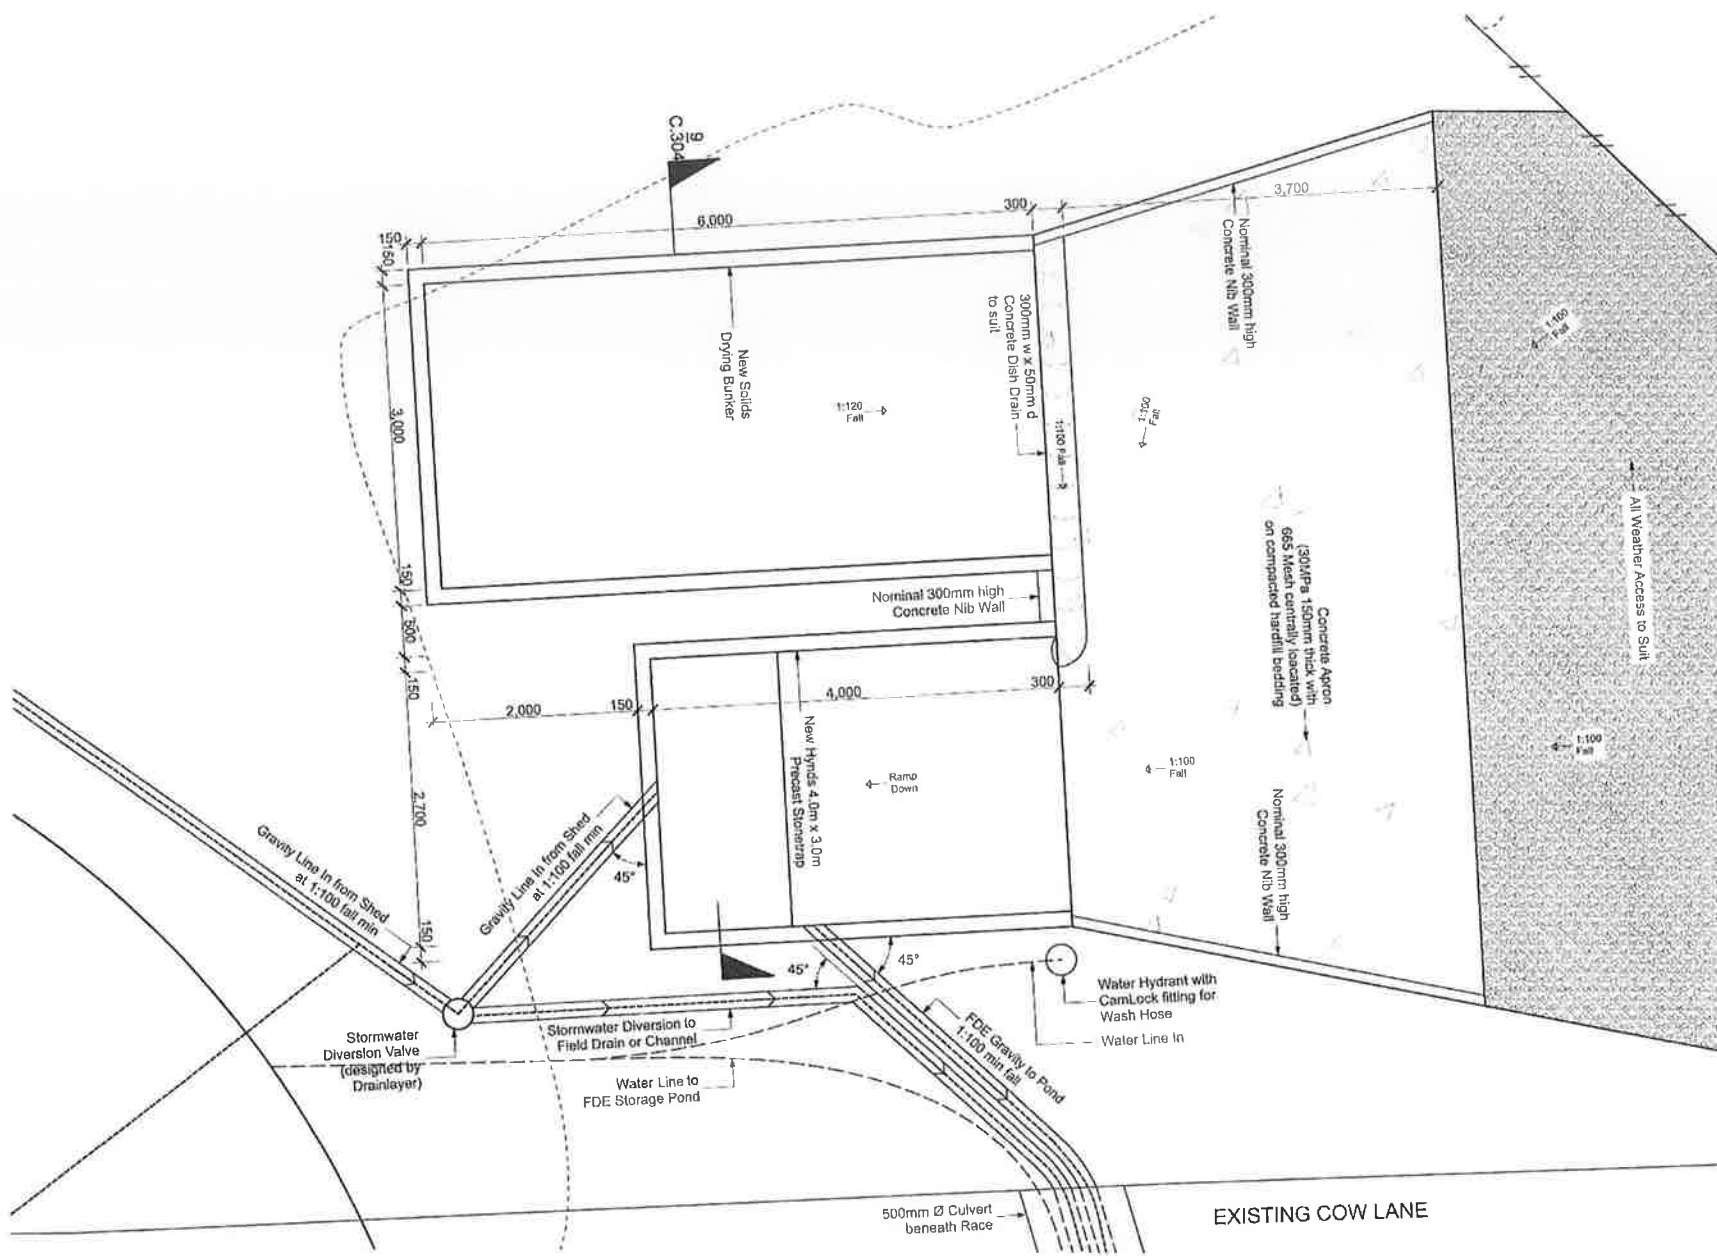 g
C.304
6,000
300
3,700
150
150
Nominal 300mm high
Concrete Nib Wall
300mm w x 50mm d
Concrete Dish Drain
to suit
1:100
Fall
New Solids
Drying Bunker
1:120
Fall
1:100 Fall
1:100
Fall
3,000
All Weather Access to Suit
Concrete Apron
(30MPa 150mm thick with
665 Mesh centrally loacated)
on compacted hardfill bedding
150
Nominal 300mm high
Concrete Nib Wall
150
2,000
150
4,000
300
New Hynds 4.0m x 3.0m
Precast Stonetrap
Ramp
Down
1:100
Fall
1:100
Fall
2,700
Nominal 300mm high
Concrete Nib Wall
Gravity Line In from Shed
at 1:100 fall min
Gravity Line In from Shed
at 1:100 fall min
45°
150
45°
45°
Water Hydrant with
CamLock fitting for
Wash Hose
Water Line In
Stormwater
Diversion Valve
(designed by
Drainlayer)
Stormwater Diversion to
Field Drain or Channel
FDE Gravity to Pond
1:100 min fall
Water Line to
FDE Storage Pond
500mm Ø Culvert
beneath Race
EXISTING COW LANE